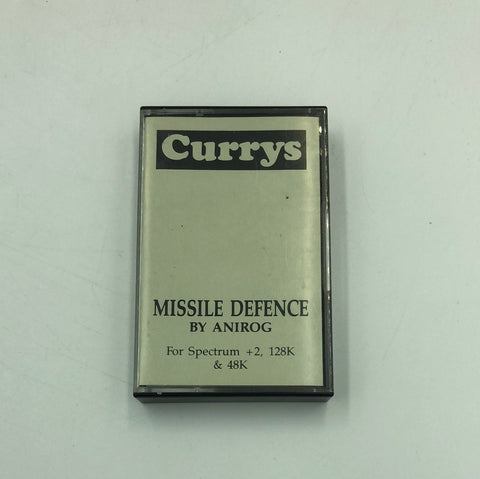 Currys
MISSILE DEFENCE
BY ANIROG
For Spectrum +2, 128K
& 48K